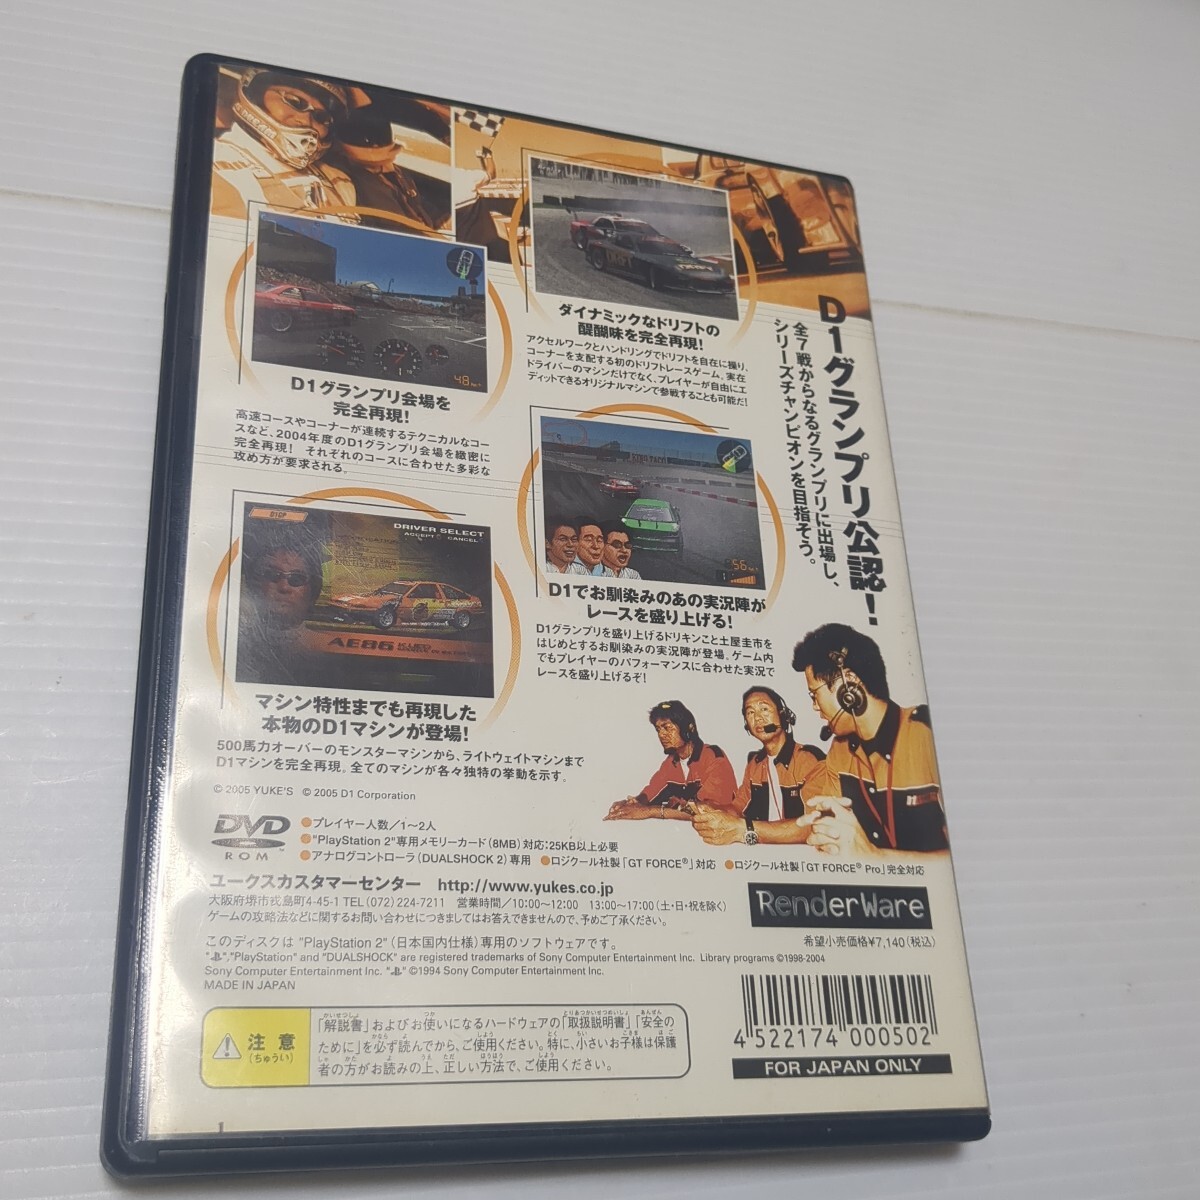 D1グランプリ公認!
全7戦からなるグランプリに出場し、
シリーズチャンピオンを目指そう。
ダイナミックなドリフトの
醍醐味を完全再現!
アクセルワークとハンドリングでドリフトを自在に操り、
コーナーを支配する初のドリフトレースゲーム。実在
ドライバーのマシンだけでなく、プレイヤーが自由にエ
ディットできるオリジナルマシンで参戦することも可能だ!
D1グランプリ会場を
完全再現!
高速コースやコーナーが連続するテクニカルなコー
スなど、2004年度のD1グランプリ会場を緻密に
完全再現! それぞれのコースに合わせた多彩な
攻め方が要求される。
D1でお馴染みのあの実況陣が
レースを盛り上げる!
D1グランプリを盛り上げるドリキンこと土屋圭市を
はじめとするお馴染みの実況陣が登場。ゲーム内
でもプレイヤーのパフォーマンスに合わせた実況で
レースを盛り上げるぞ!
D1GP
DRIVER SELECT
ACCEPT CANCEL
AE86
マシン特性までも再現した
本物のD1マシンが登場!
500馬力オーバーのモンスターマシンから、ライトウェイトマシンまで
D1マシンを完全再現。全てのマシンが各々独特の挙動を示す。
© 2005 YUKE'S © 2005 D1 Corporation
DVD
ROM
●プレイヤー人数/1～2人
●"PlayStation 2"専用メモリーカード(8MB)対応:25KB以上必要
●アナログコントローラ(DUALSHOCK 2)専用 ●ロジクール社製「GT FORCE®」対応 ●ロジクール社製「GT FORCE® Pro」完全対応
ユークスカスタマーセンター http://www.yukes.co.jp
大阪府堺市戎島町4-45-1 TEL(072)224-7211 営業時間/10:00～12:00 13:00～17:00(土・日・祝を除く)
ゲームの攻略法などに関するお問い合わせにつきましてはお答えできませんので、予めご了承ください。
RenderWare
希望小売価格¥7,140(税込)
このディスクは "PlayStation 2"(日本国内仕様)専用のソフトウェアです。
" ","PlayStation" and "DUALSHOCK" are registered trademarks of Sony Computer Entertainment Inc. Library programs ©1998-2004
Sony Computer Entertainment Inc. " " ©1994 Sony Computer Entertainment Inc.
MADE IN JAPAN
注意
(ちゅうい)
「解説書」およびお使いになるハードウェアの「取扱説明書」「安全の
ために」を必ず読んでから、ご使用ください。特に、小さいお子様は保護
者の方がお読みの上、正しい方法で、ご使用ください。
4 522174 000502
FOR JAPAN ONLY